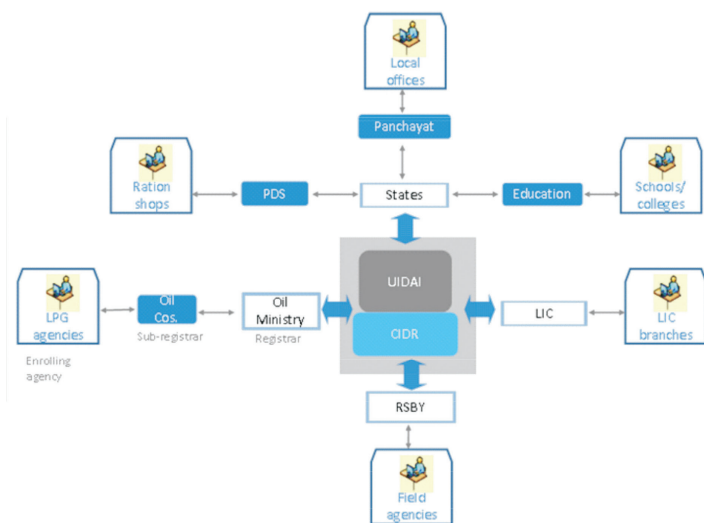 Local
offices
Panchayat
Ration
shops
PDS
States
Education
Schools/
colleges
UIDAI
CIDR
LPG
agencies
Oil
Cos.
Oil
Ministry
LIC
LIC
branches
Sub-registrar
Registrar
Enrolling
agency
RSBY
Field
agencies